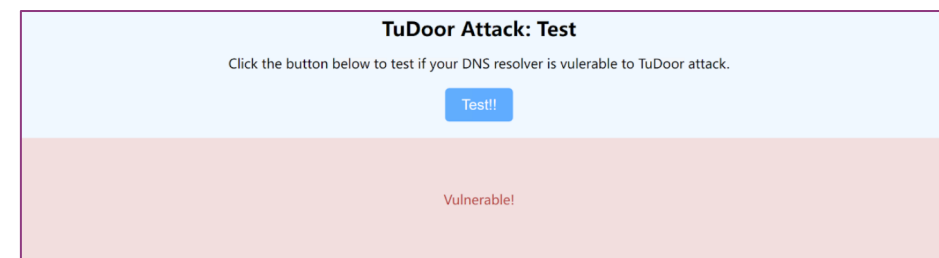 TuDoor Attack: Test
Click the button below to test if your DNS resolver is vulerable to TuDoor attack.
Test!!
Vulnerable!